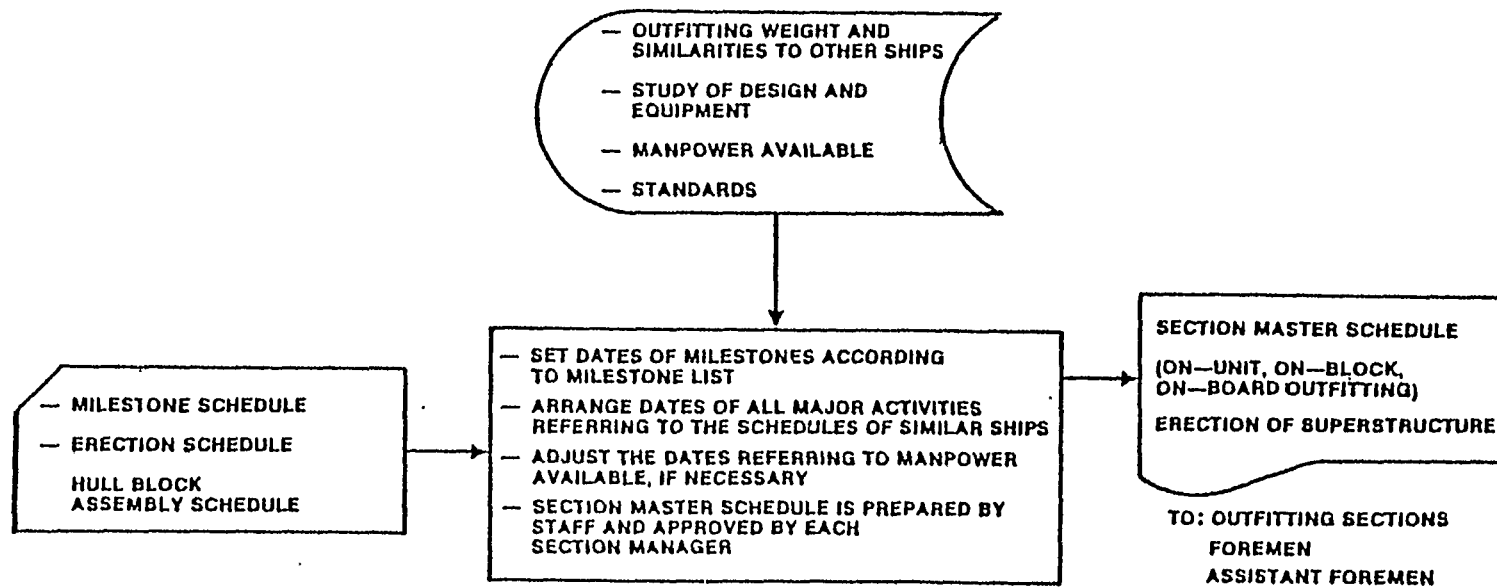 — OUTFITTING WEIGHT AND
SIMILARITIES TO OTHER SHIPS
— STUDY OF DESIGN AND
EQUIPMENT
— MANPOWER AVAILABLE
— STANDARDS
— MILESTONE SCHEDULE
— ERECTION SCHEDULE
HULL BLOCK
ASSEMBLY SCHEDULE
— SET DATES OF MILESTONES ACCORDING
TO MILESTONE LIST
— ARRANGE DATES OF ALL MAJOR ACTIVITIES
REFERRING TO THE SCHEDULES OF SIMILAR SHIPS
— ADJUST THE DATES REFERRING TO MANPOWER
AVAILABLE, IF NECESSARY
— SECTION MASTER SCHEDULE IS PREPARED BY
STAFF AND APPROVED BY EACH
SECTION MANAGER
SECTION MASTER SCHEDULE
(ON—UNIT, ON—BLOCK,
ON—BOARD OUTFITTING)
ERECTION OF SUPERSTRUCTURE
TO: OUTFITTING SECTIONS
FOREMEN
ASSISTANT FOREMEN